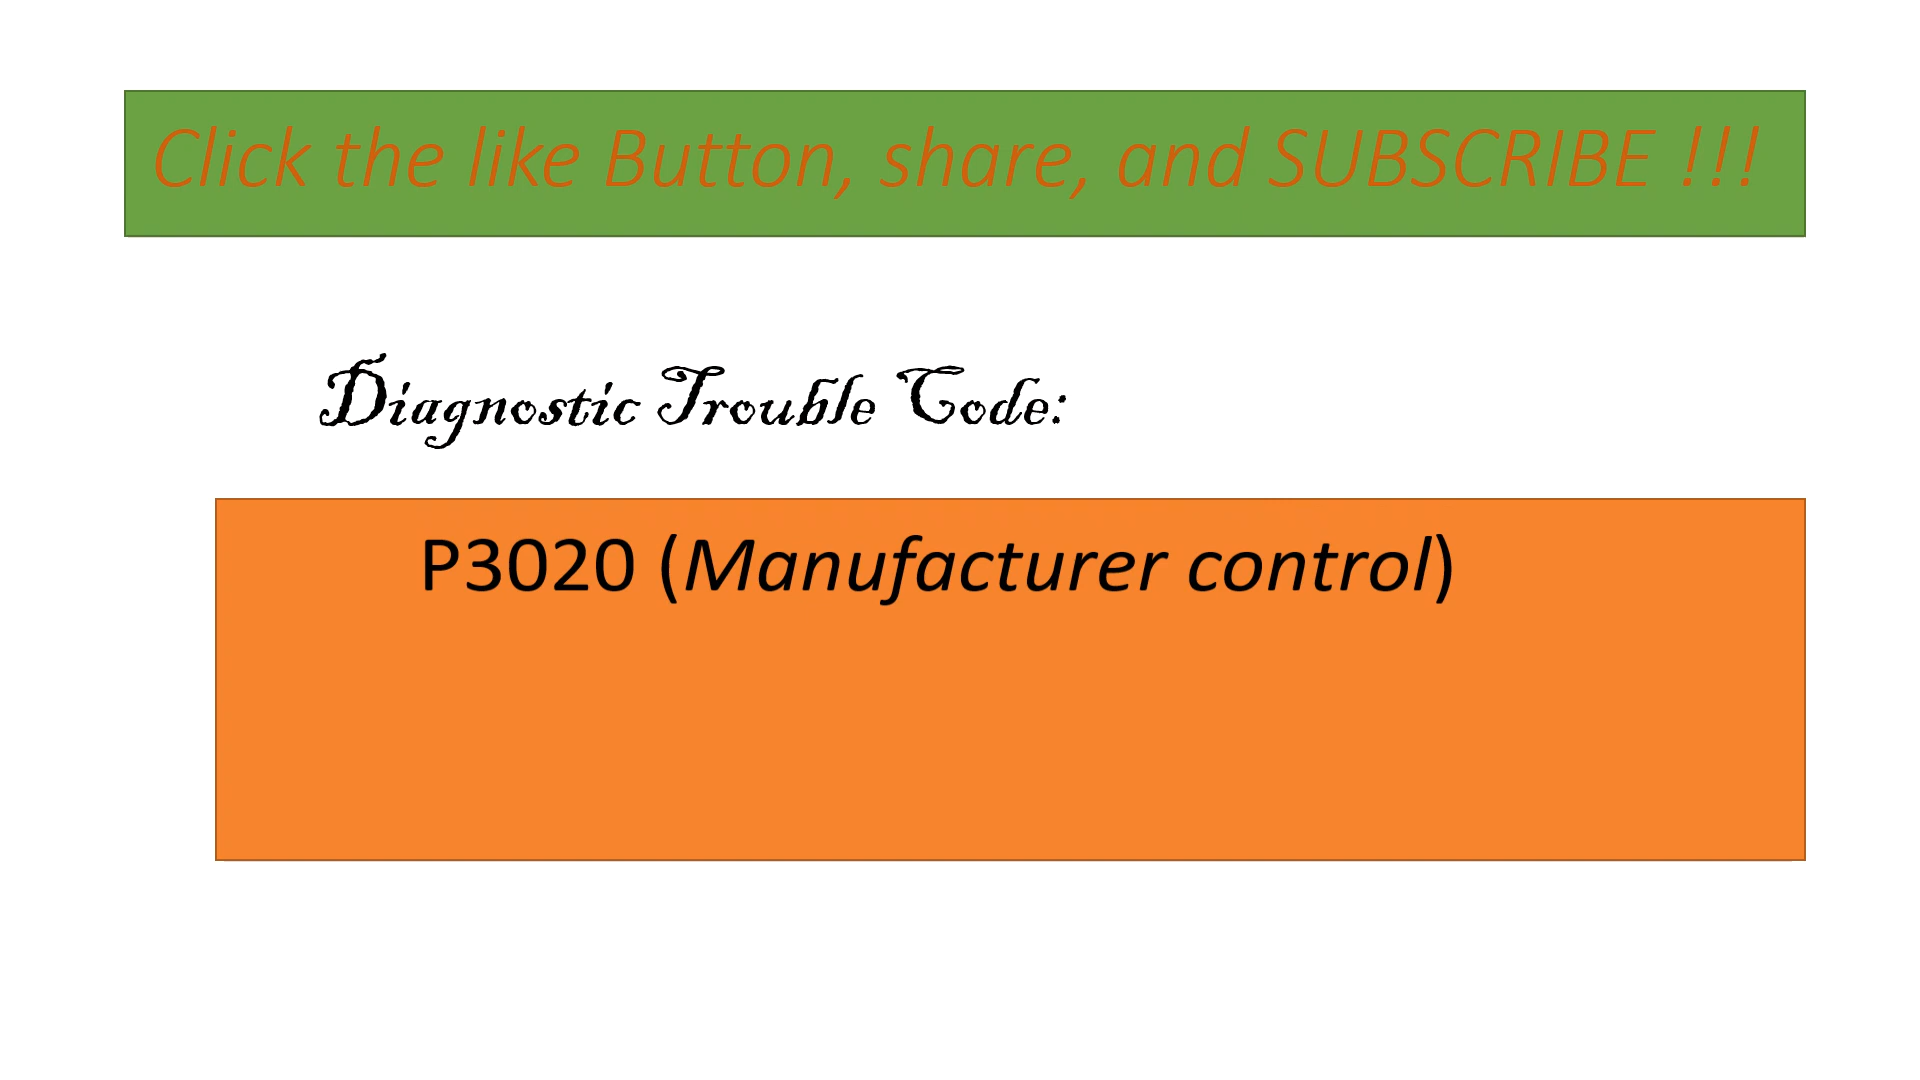 Click the like Button, share, and SUBSCRIBE !!!
Diagnostic Trouble Code:
P3020 (Manufacturer control)